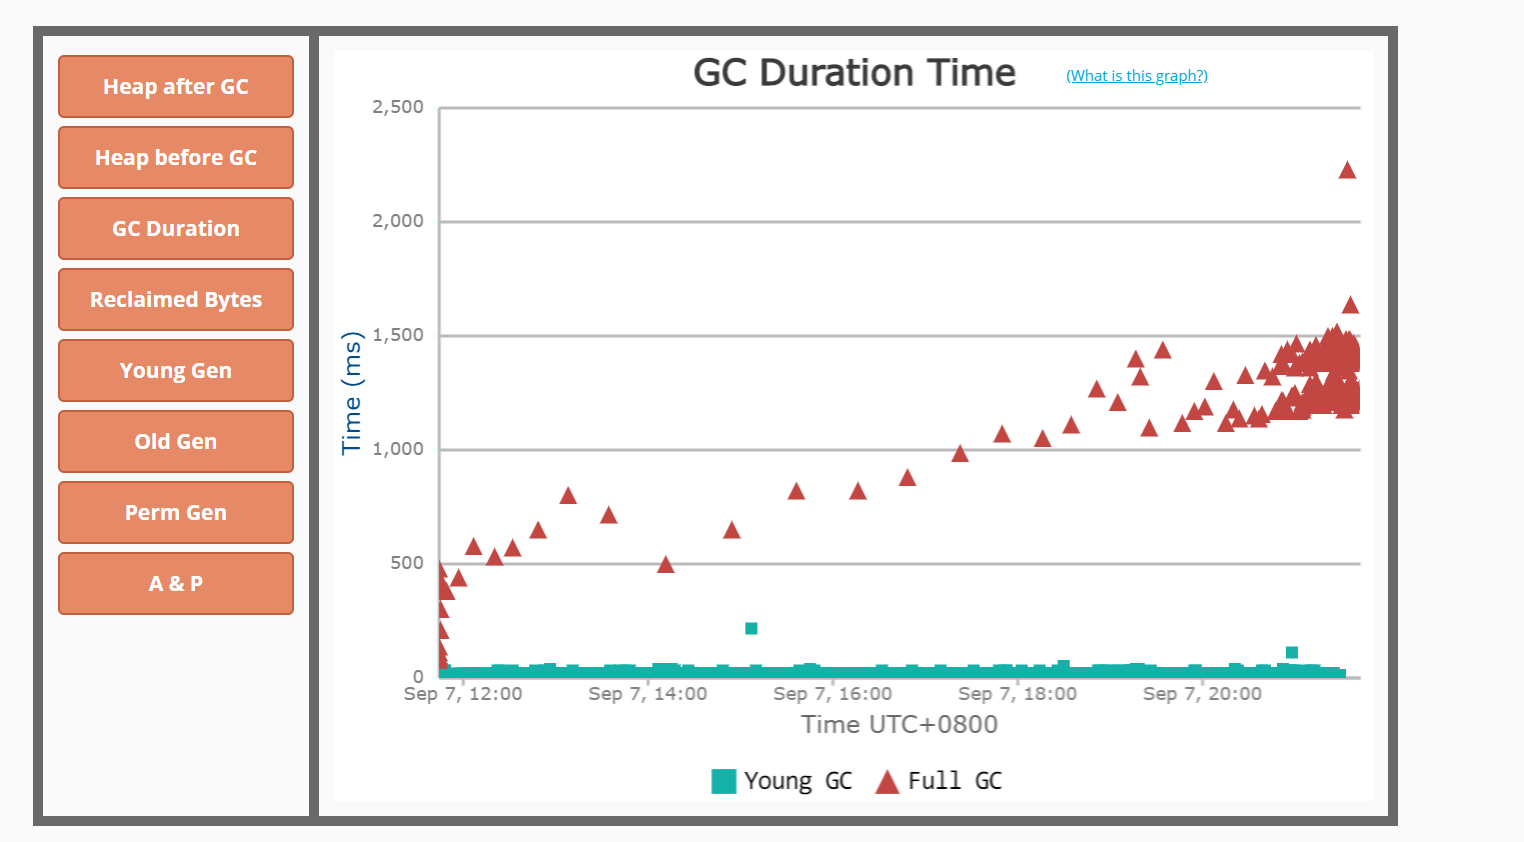 Heap after GC
Heap before GC
GC Duration
Reclaimed Bytes
Young Gen
Old Gen
Perm Gen
A & P
GC Duration Time
(What is this graph?)
Time (ms)
2,500
2,000
1,500
1,000
500
0
Sep 7, 12:00 Sep 7, 14:00 Sep 7, 16:00 Sep 7, 18:00 Sep 7, 20:00
Time UTC+0800
Young GC Full GC